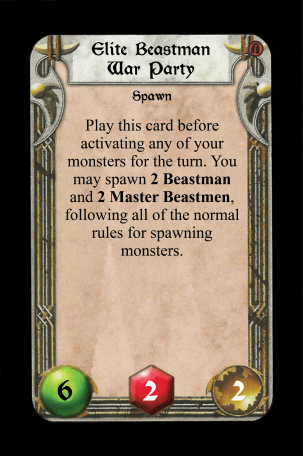 Elite Beastman
War Party
Spawn
Play this card before
activating any of your
monsters for the turn. You
may spawn 2 Beastman
and 2 Master Beastmen,
following all of the normal
rules for spawning
monsters.
6
2
2